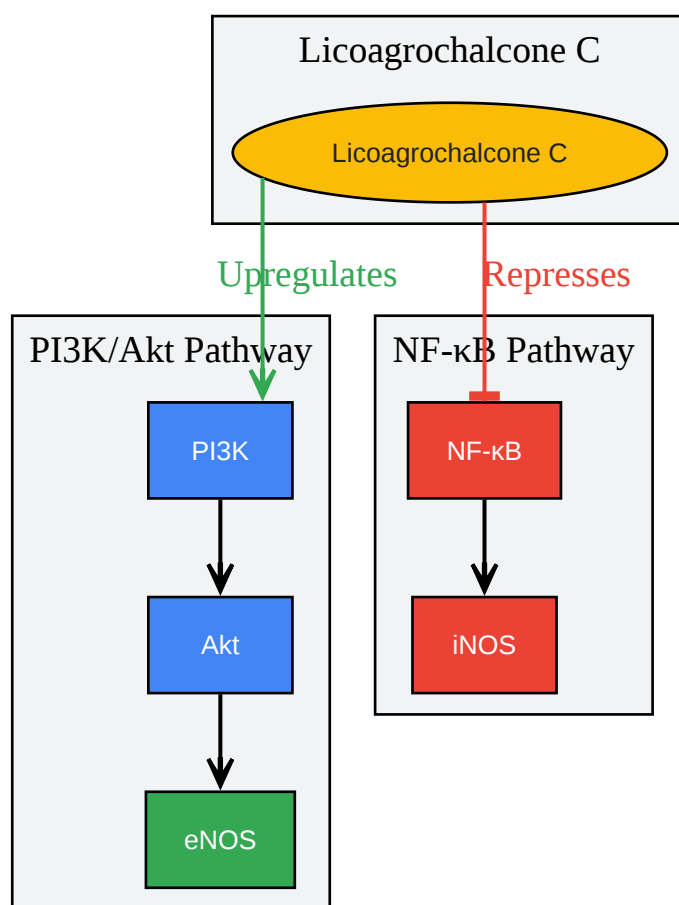 Licoagrochalcone C
Licoagrochalcone C
Upregulates
Represses
PI3K/Akt Pathway
NF-κB Pathway
PI3K
NF-κB
Akt
iNOS
eNOS